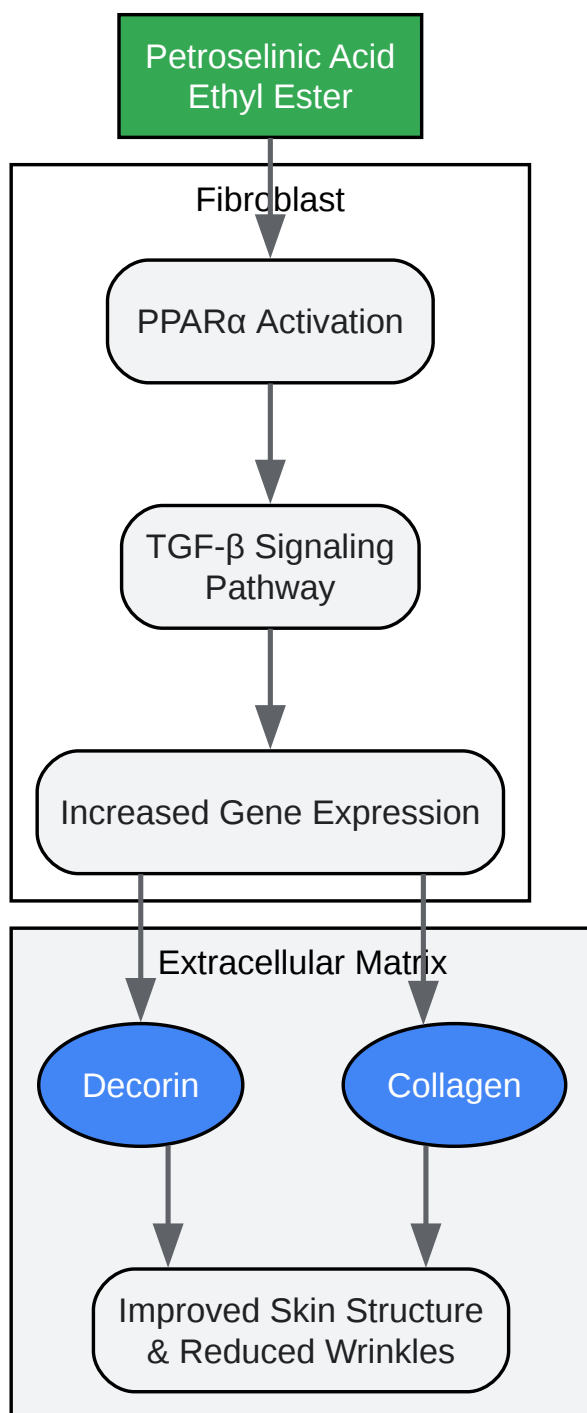 Petroselinic Acid
Ethyl Ester
Fibroblast
PPARα Activation
TGF-β Signaling
Pathway
Increased Gene Expression
Extracellular Matrix
Decorin
Collagen
Improved Skin Structure
& Reduced Wrinkles